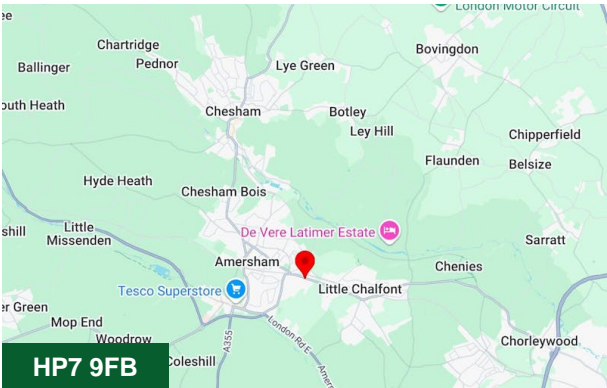 London Motor Circuit
ee
Chartridge
Bovingdon
Pednor
Lye Green
Ballinger
outh Heath
Chesham
Botley
Ley Hill
Chipperfield
Flaunden
Belsize
Hyde Heath
Chesham Bois
shill
Little
Missenden
De Vere Latimer Estate
Sarratt
Amersham
Chenies
Tesco Superstore
Little Chalfont
er Green
Mop End
London Rd E
Amers
A355
Woodrow
Chorleywood
Coleshill
HP7 9FB